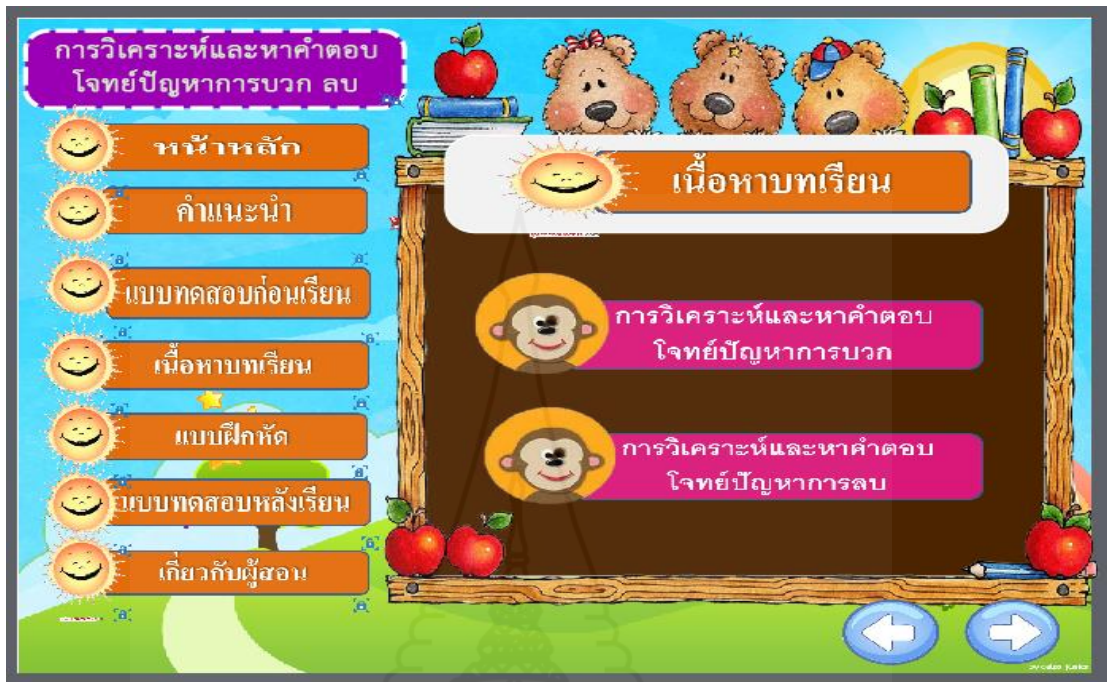 การวิเคราะห์และหาคำตอบ
โจทย์ปัญหาการบวก ลบ
หน้าหลัก
คำแนะนำ
แบบทดสอบก่อนเรียน
เนื้อหาบทเรียน
แบบฝึกหัด
แบบทดสอบหลังเรียน
เกี่ยวกับผู้สอน
เนื้อหาบทเรียน
การวิเคราะห์และหาคำตอบ
โจทย์ปัญหาการบวก
การวิเคราะห์และหาคำตอบ
โจทย์ปัญหาการลบ